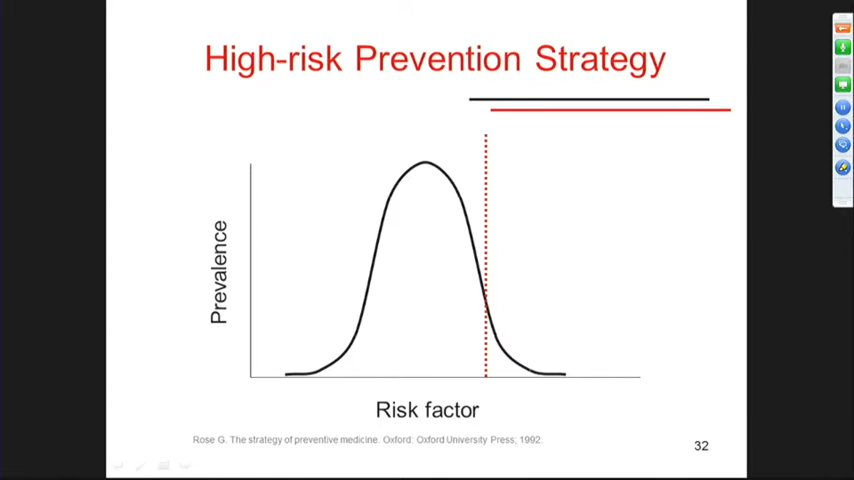 High-risk Prevention Strategy
Prevalence
Risk factor
Rose G. The strategy of preventive medicine. Oxford: Oxford University Press; 1992.
32